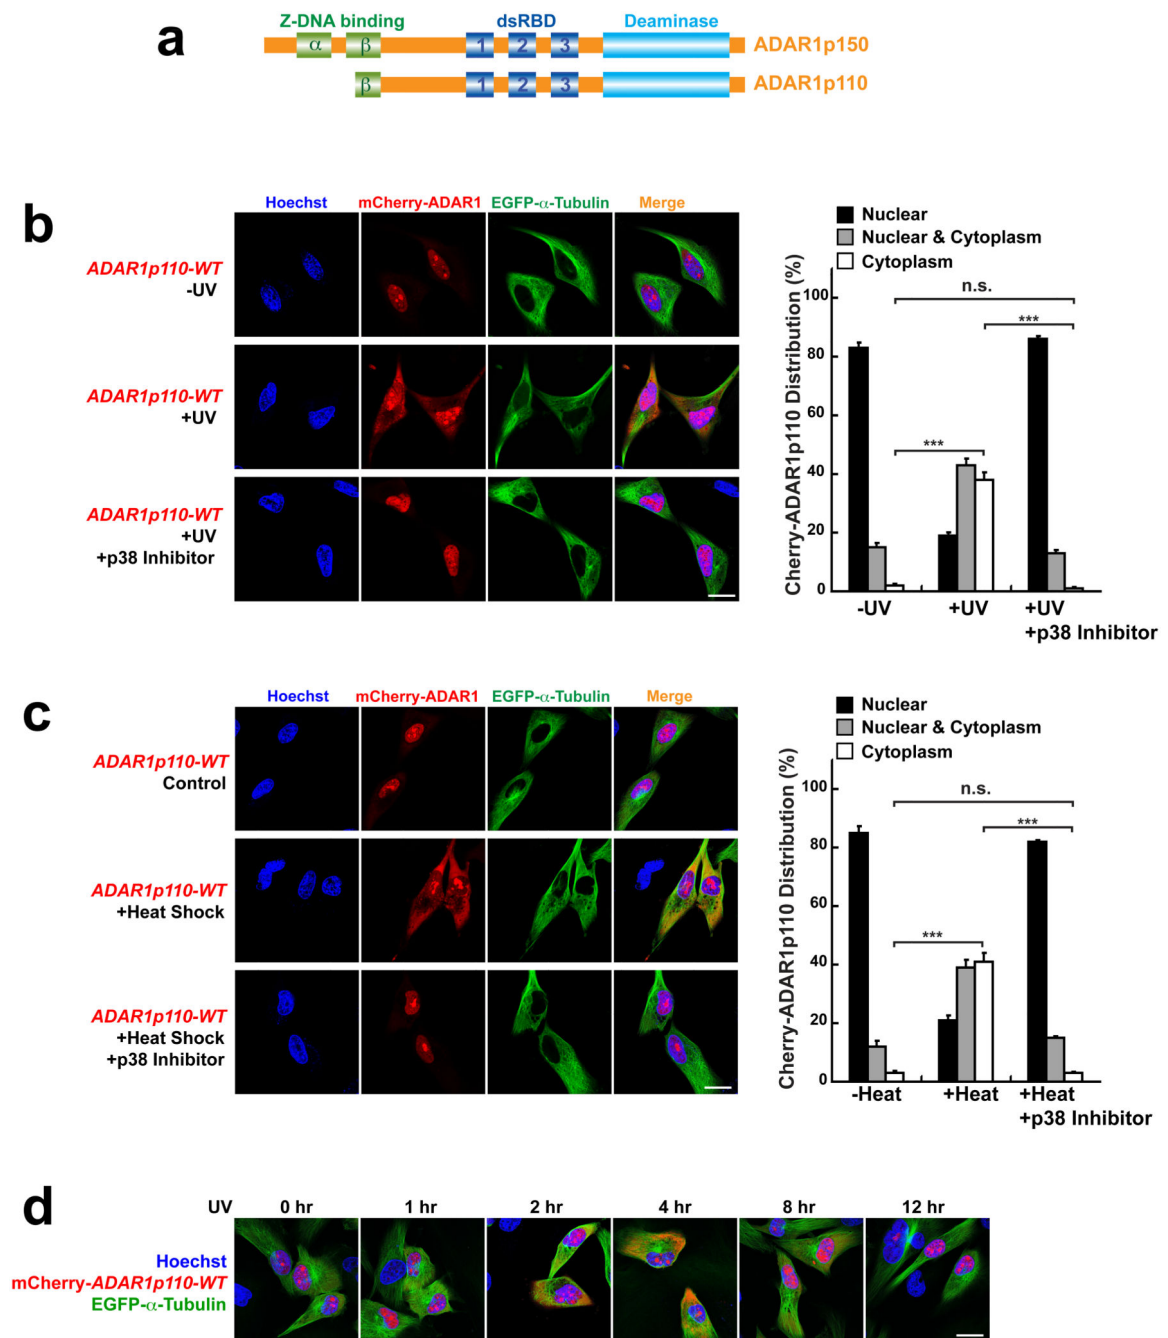 a
Z-DNA binding
dsRBD
Deaminase
α β 1 2 3 ADAR1p150
β 1 2 3 ADAR1p110
b
Hoechst mCherry-ADAR1 EGFP-α-Tubulin Merge
ADAR1p110-WT
-UV
ADAR1p110-WT
+UV
ADAR1p110-WT
+UV
+p38 Inhibitor
Nuclear
Nuclear & Cytoplasm
Cytoplasm
Cherry-ADAR1p110 Distribution (%)
100
80
60
40
20
0
n.s.
***
***
-UV +UV +UV
+p38 Inhibitor
c
Hoechst mCherry-ADAR1 EGFP-α-Tubulin Merge
ADAR1p110-WT
Control
ADAR1p110-WT
+Heat Shock
ADAR1p110-WT
+Heat Shock
+p38 Inhibitor
Nuclear
Nuclear & Cytoplasm
Cytoplasm
Cherry-ADAR1p110 Distribution (%)
100
80
60
40
20
0
n.s.
***
***
-Heat +Heat +Heat
+p38 Inhibitor
d
UV 0 hr 1 hr 2 hr 4 hr 8 hr 12 hr
Hoechst
mCherry-ADAR1p110-WT
EGFP-α-Tubulin